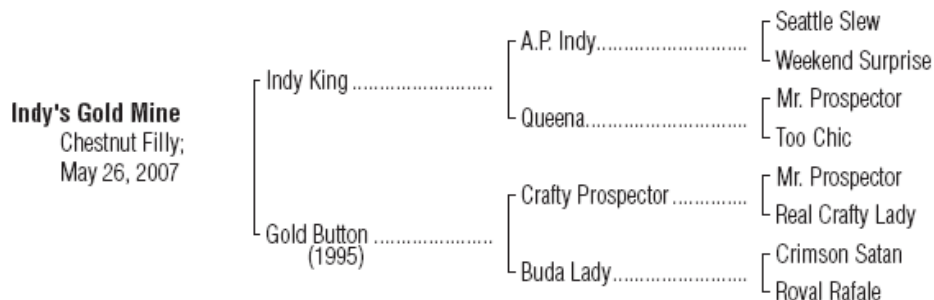 Seattle Slew
A.P. Indy
Weekend Surprise
Indy King
Mr. Prospector
Queena
Too Chic
Indy's Gold Mine
Chestnut Filly;
May 26, 2007
Mr. Prospector
Crafty Prospector
Real Crafty Lady
Gold Button
(1995)
Crimson Satan
Buda Lady
Royal Rafale